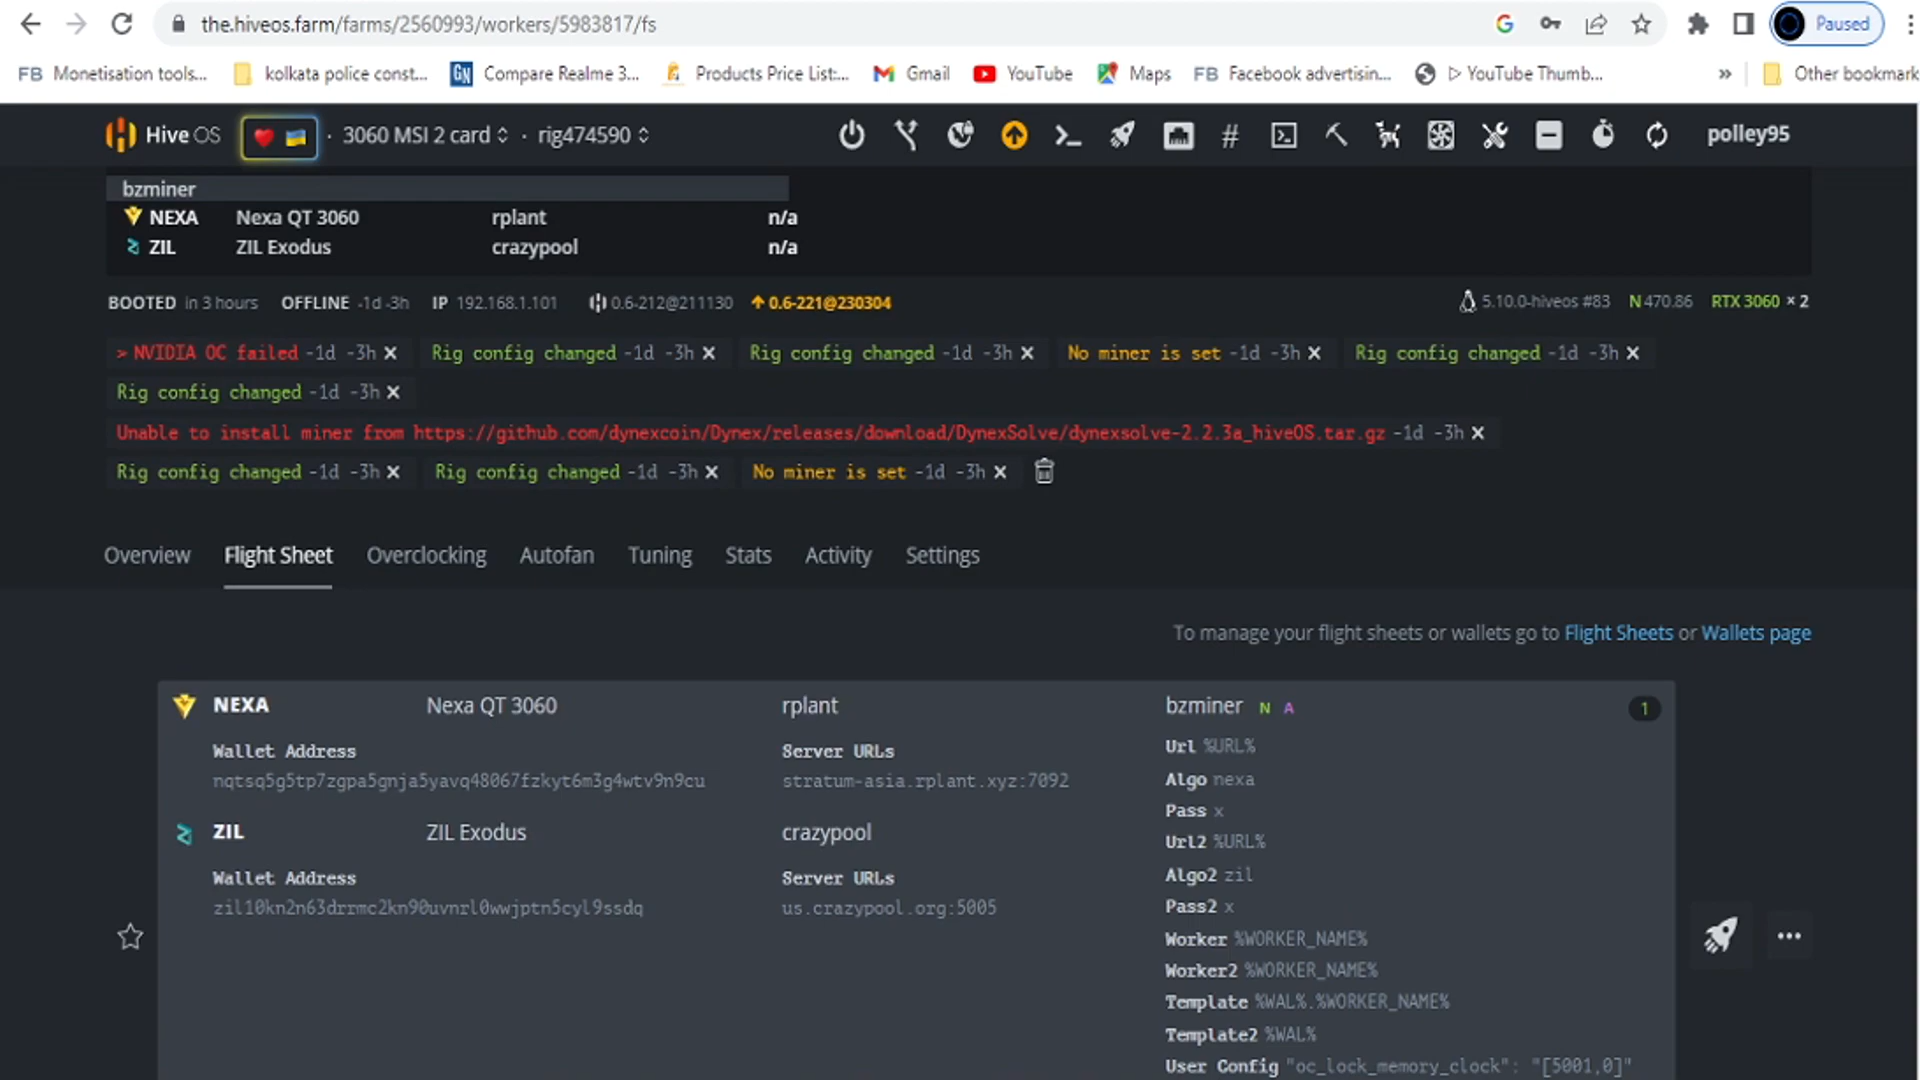 the.hiveos.farm/farms/2560993/workers/5983817/fs Paused
FB Monetisation tools... kolkata police const... GN Compare Realme 3... Products Price List:... Gmail YouTube Maps FB Facebook advertisin... ▷ YouTube Thumb... » Other bookmark
Hive OS · 3060 MSI 2 card · rig474590 polley95
bzminer
NEXA Nexa QT 3060 rplant n/a
ZIL ZIL Exodus crazypool n/a
BOOTED in 3 hours OFFLINE -1d -3h IP 192.168.1.101 0.6-212@211130 0.6-221@230304 5.10.0-hiveos #83 N 470.86 RTX 3060 × 2
> NVIDIA OC failed -1d -3h × Rig config changed -1d -3h × Rig config changed -1d -3h × No miner is set -1d -3h × Rig config changed -1d -3h ×
Rig config changed -1d -3h ×
Unable to install miner from https://github.com/dynexcoin/Dynex/releases/download/DynexSolve/dynexsolve-2.2.3a_hiveOS.tar.gz -1d -3h ×
Rig config changed -1d -3h × Rig config changed -1d -3h × No miner is set -1d -3h ×
Overview Flight Sheet Overclocking Autofan Tuning Stats Activity Settings
To manage your flight sheets or wallets go to Flight Sheets or Wallets page
NEXA Nexa QT 3060 rplant bzminer N A 1
Wallet Address Server URLs Url %URL%
nqtsq5g5tp7zgpa5gnja5yavq48067fzkyt6m3g4wtv9n9cu stratum-asia.rplant.xyz:7092 Algo nexa
Pass x
ZIL ZIL Exodus crazypool Url2 %URL%
Wallet Address Server URLs Algo2 zil
zil10kn2n63drrmc2kn90uvnrl0wwjptn5cyl9ssdq us.crazypool.org:5005 Pass2 x
Worker %WORKER_NAME%
Worker2 %WORKER_NAME%
Template %WAL%.%WORKER_NAME%
Template2 %WAL%
User Config "oc_lock_memory_clock": "[5001,0]"